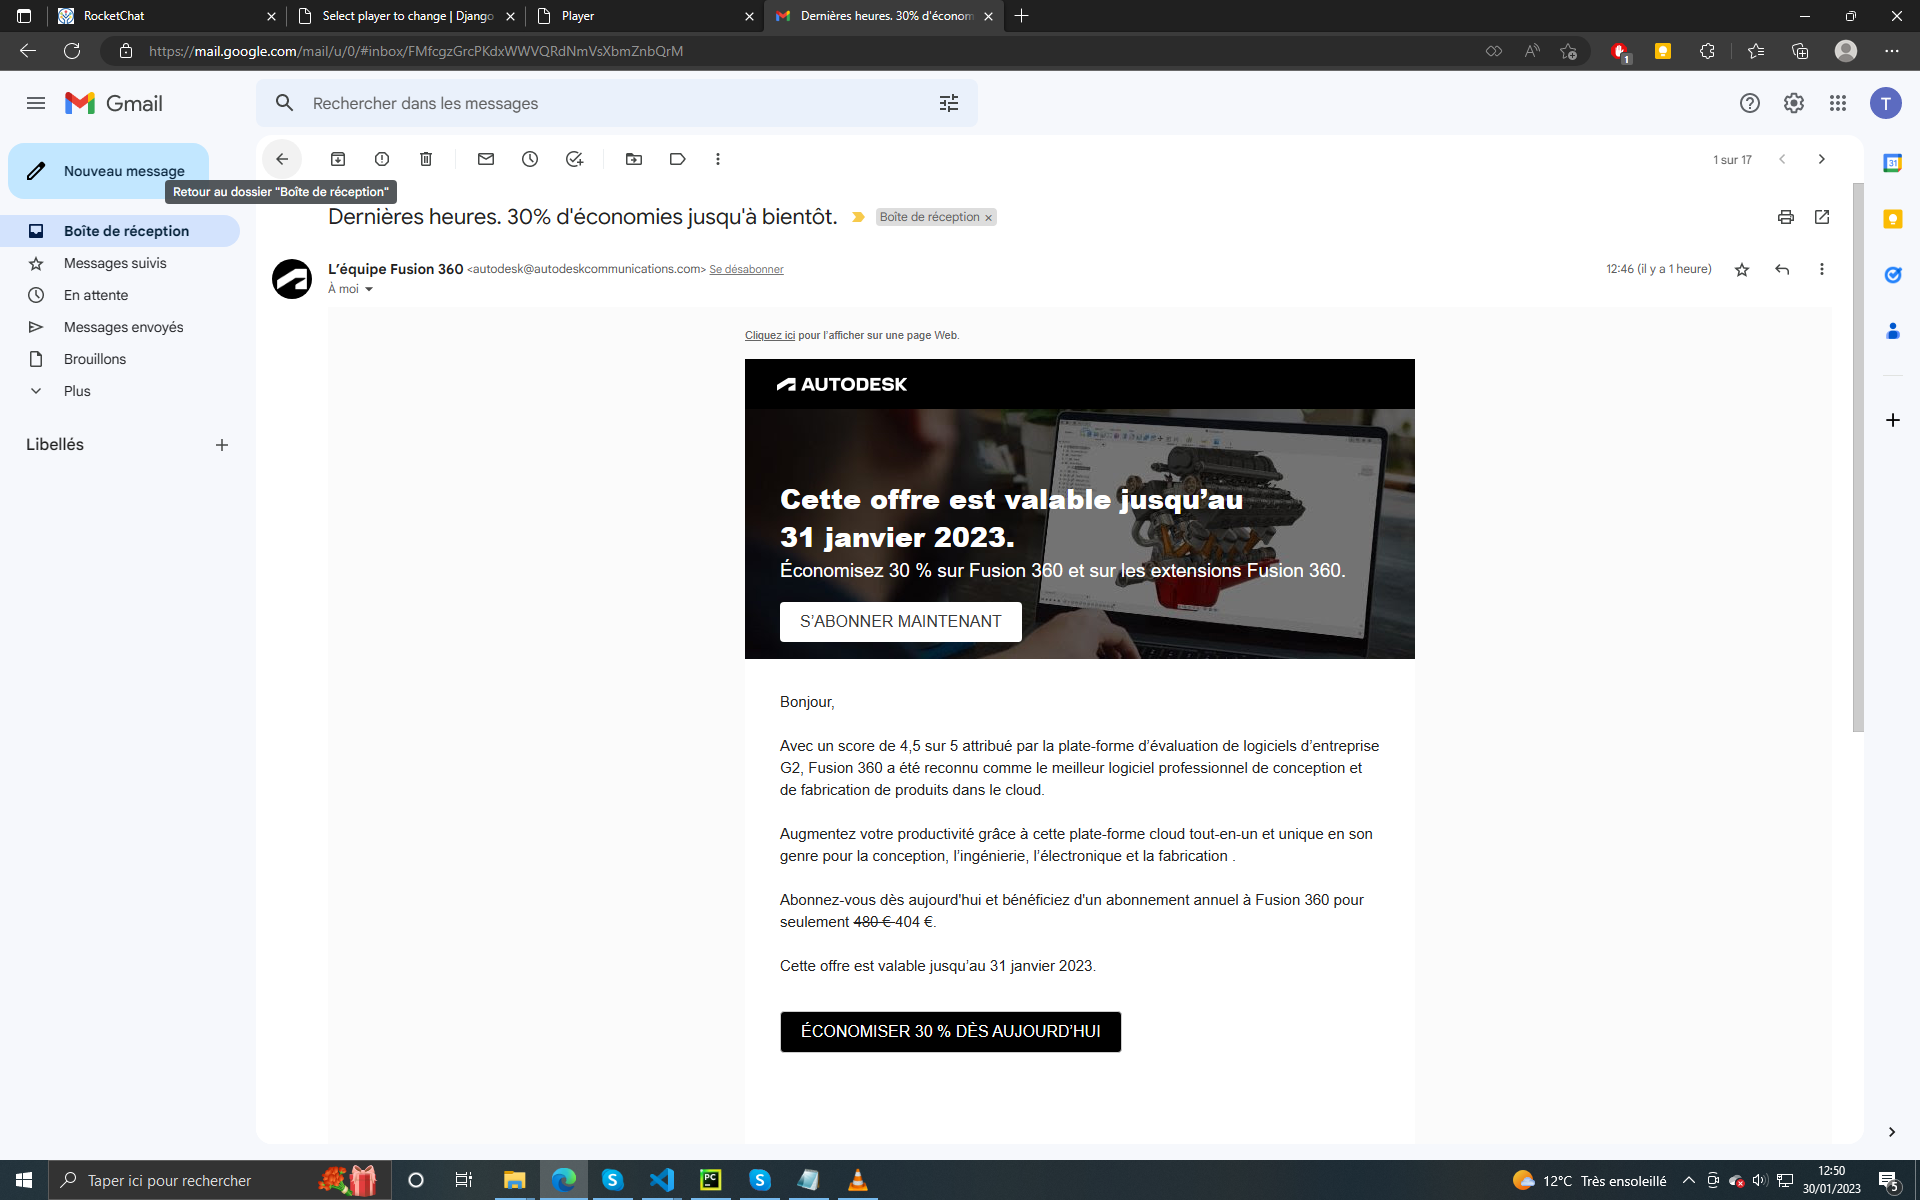 RocketChat
Select player to change | Django
Player
Dernières heures. 30% d'économ
https://mail.google.com/mail/u/0/#inbox/FMfcgzGrcPKdxWWVQRdNmVsXbmZnbQrM
1
Gmail
Rechercher dans les messages
T
Nouveau message
1 sur 17
31
Retour au dossier "Boîte de réception"
Dernières heures. 30% d'économies jusqu'à bientôt.
Boîte de réception ×
Boîte de réception
Messages suivis
En attente
Messages envoyés
Brouillons
Plus
Libellés
L’équipe Fusion 360 <autodesk@autodeskcommunications.com> Se désabonner
12:46 (il y a 1 heure)
À moi
Cliquez ici pour l’afficher sur une page Web.
AUTODESK
Cette offre est valable jusqu’au
31 janvier 2023.
Économisez 30 % sur Fusion 360 et sur les extensions Fusion 360.
S’ABONNER MAINTENANT
Bonjour,
Avec un score de 4,5 sur 5 attribué par la plate-forme d’évaluation de logiciels d’entreprise
G2, Fusion 360 a été reconnu comme le meilleur logiciel professionnel de conception et
de fabrication de produits dans le cloud.
Augmentez votre productivité grâce à cette plate-forme cloud tout-en-un et unique en son
genre pour la conception, l’ingénierie, l’électronique et la fabrication .
Abonnez-vous dès aujourd'hui et bénéficiez d'un abonnement annuel à Fusion 360 pour
seulement 480 € 404 €.
Cette offre est valable jusqu’au 31 janvier 2023.
ÉCONOMISER 30 % DÈS AUJOURD’HUI
Taper ici pour rechercher
PC
12°C Très ensoleillé
12:50
30/01/2023
5